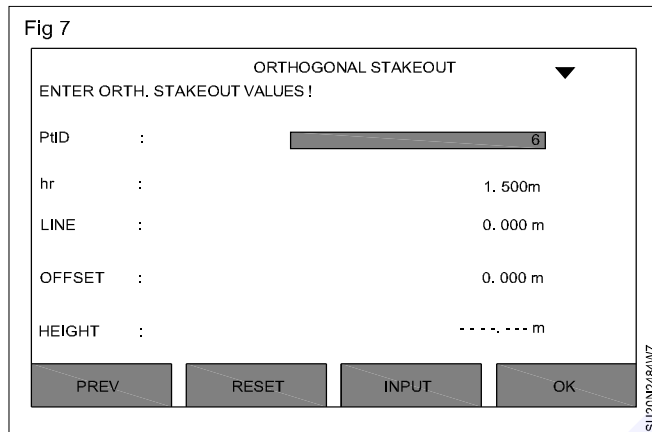 Fig 7
ORTHOGONAL STAKEOUT
ENTER ORTH. STAKEOUT VALUES !
PtID : 6
hr : 1. 500m
LINE : 0. 000 m
OFFSET : 0. 000 m
HEIGHT : - - - -. - - - m
PREV RESET INPUT OK
SU20N2484W7